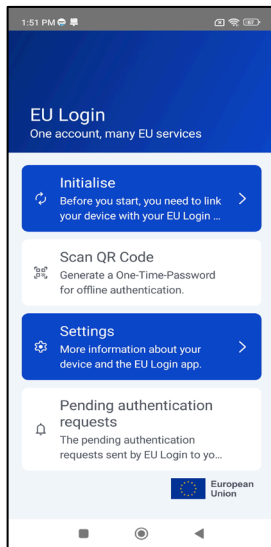 1:51 PM
67
EU Login
One account, many EU services
Initialise
Before you start, you need to link
your device with your EU Login ...
Scan QR Code
Generate a One-Time-Password
for offline authentication.
Settings
More information about your
device and the EU Login app.
Pending authentication
requests
The pending authentication
requests sent by EU Login to yo...
European
Union